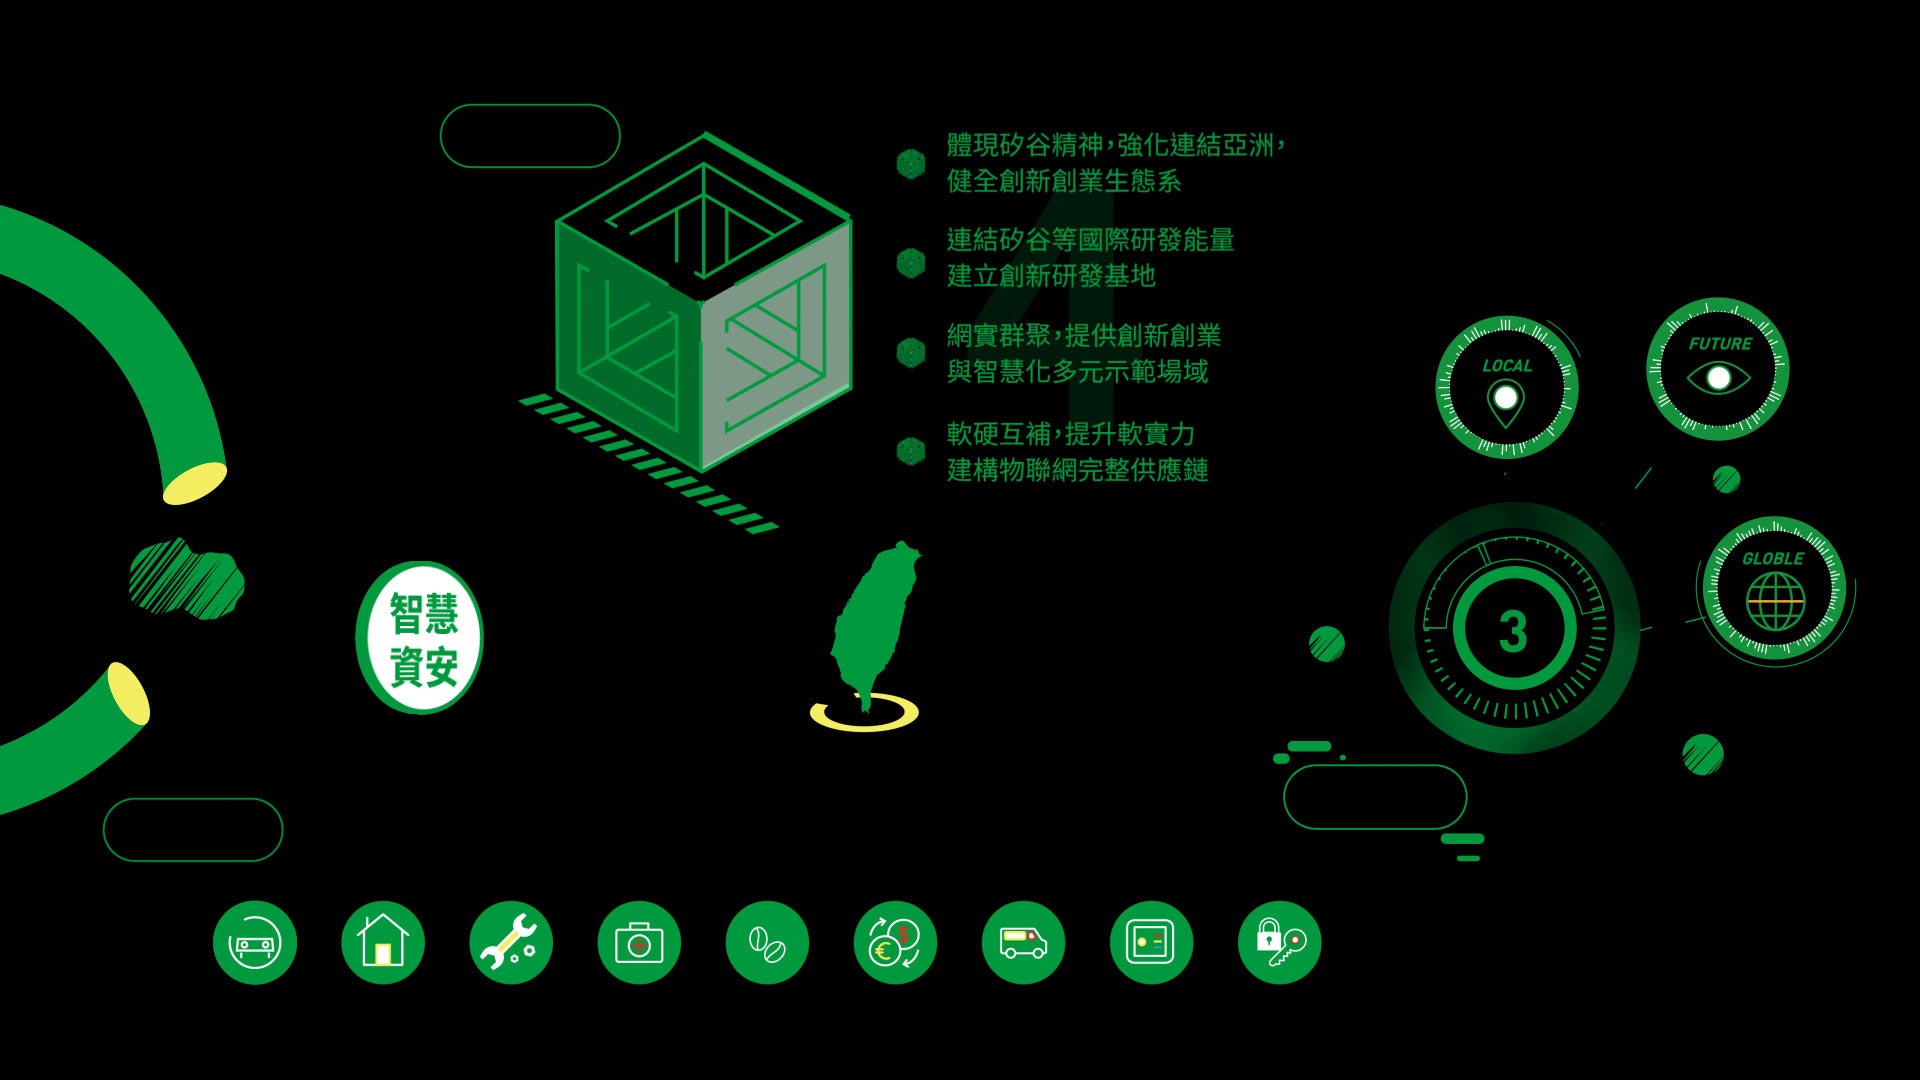 體現矽谷精神，強化連結亞洲，
健全創新創業生態系
連結矽谷等國際研發能量
建立創新研發基地
網實群聚，提供創新創業
與智慧化多元示範場域
軟硬互補，提升軟實力
建構物聯網完整供應鏈
4
LOCAL
FUTURE
GLOBLE
3
智慧
資安
$
€